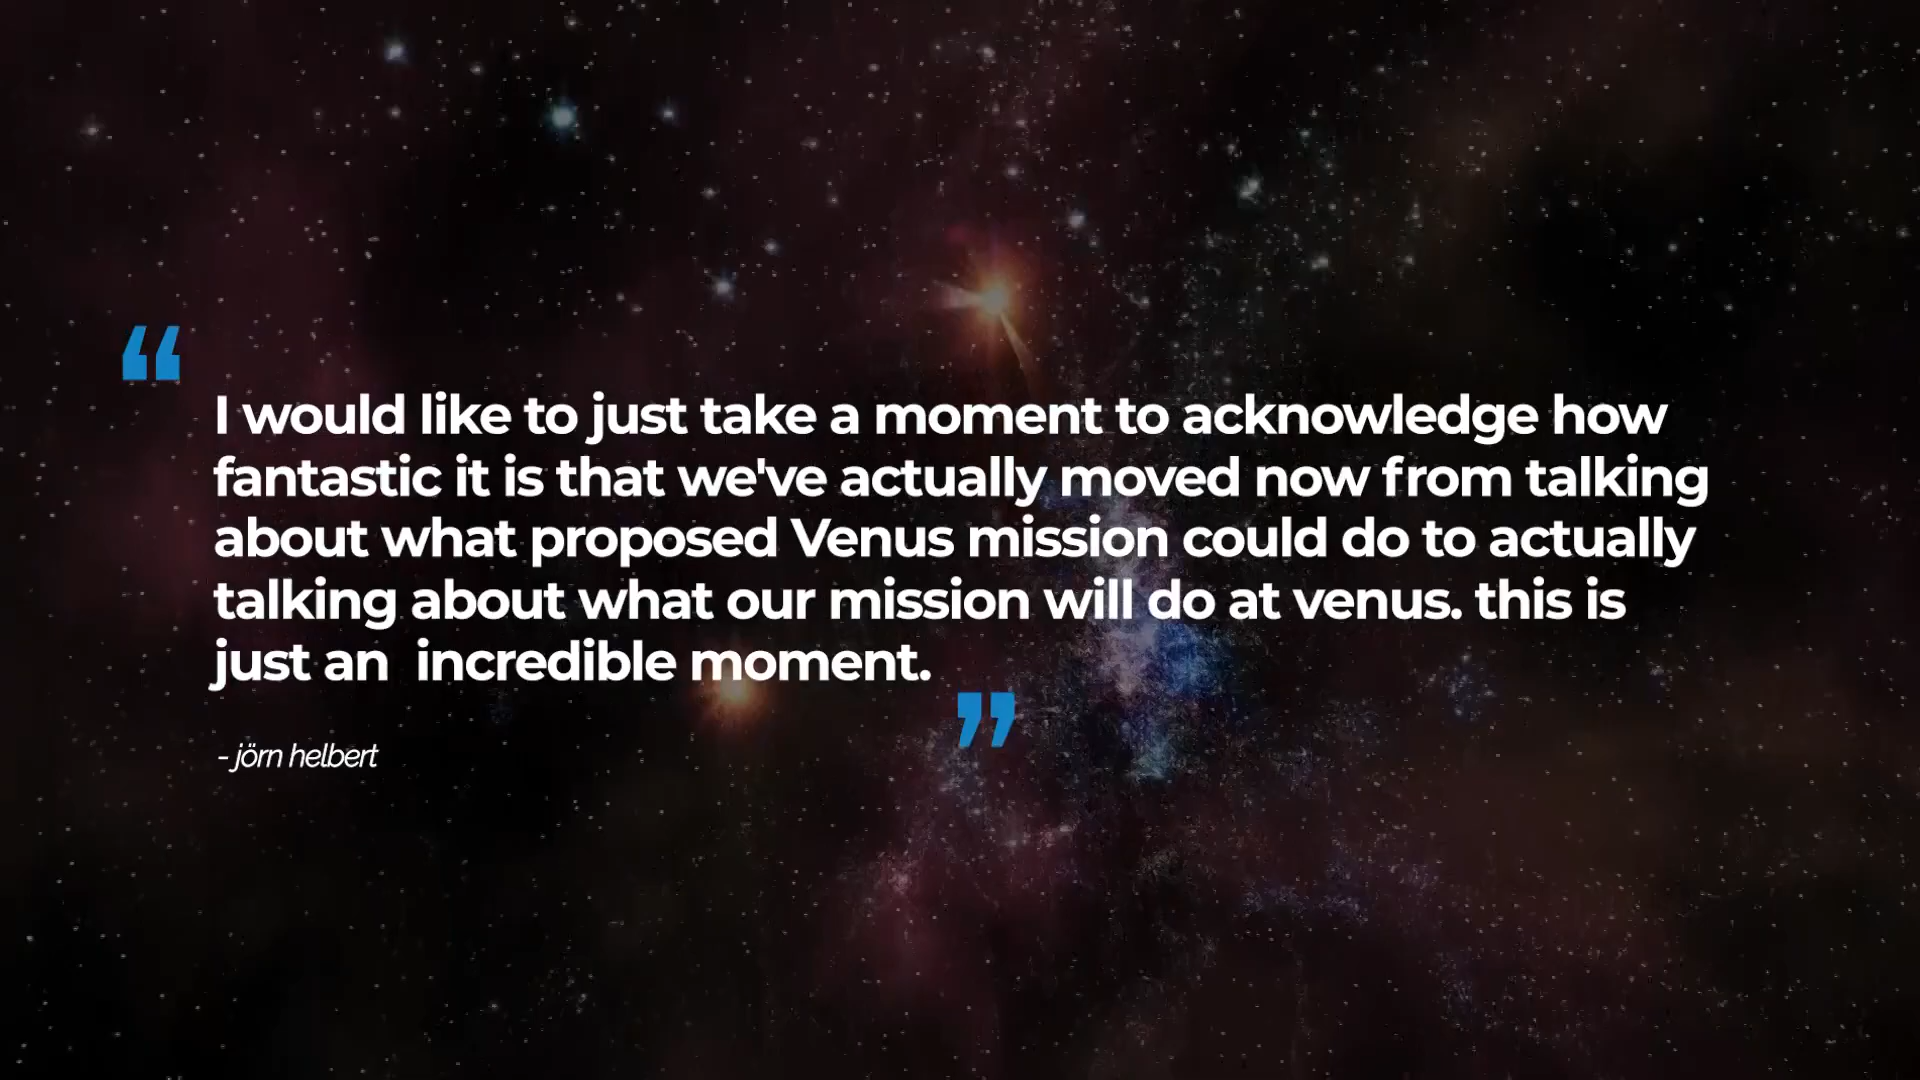 “
I would like to just take a moment to acknowledge how
fantastic it is that we've actually moved now from talking
about what proposed Venus mission could do to actually
talking about what our mission will do at venus. this is
just an  incredible moment.
”
- jörn helbert